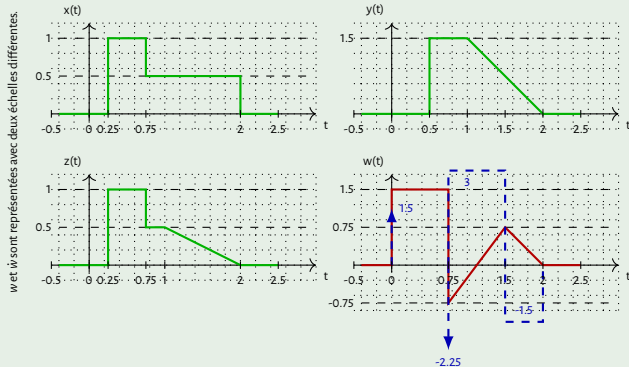 w et ẇ sont représentées avec deux échelles différentes.
x(t)
1
0.5
-0.5 0 0.25 0.75 2 2.5 t
y(t)
1.5
-0.5 0 0.5 1 1.5 2 2.5 t
z(t)
1
0.5
-0.5 0 0.25 0.75 1 2 2.5 t
w(t)
3
1.5
1.5
0.75
-0.5 0 0.75 1.5 2 2.5 t
-0.75
-1.5
-2.25